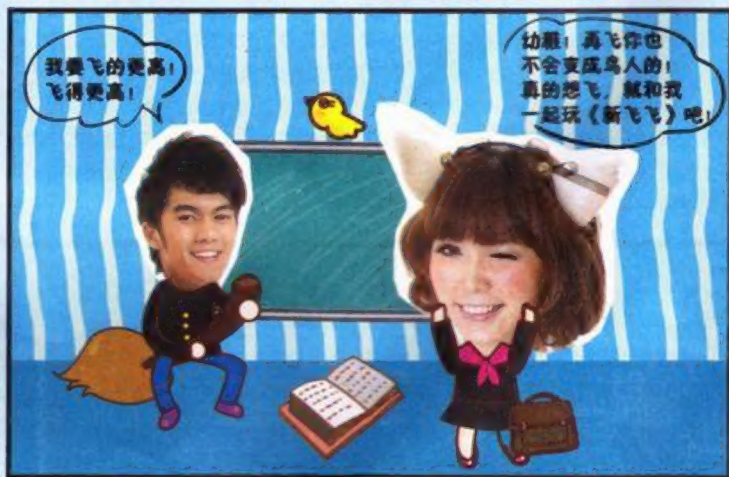 我要飞的更高！
飞得更高！
幼稚！再飞你也
不会变成鸟人的！
真的想飞，就和我
一起玩《新飞飞》吧！